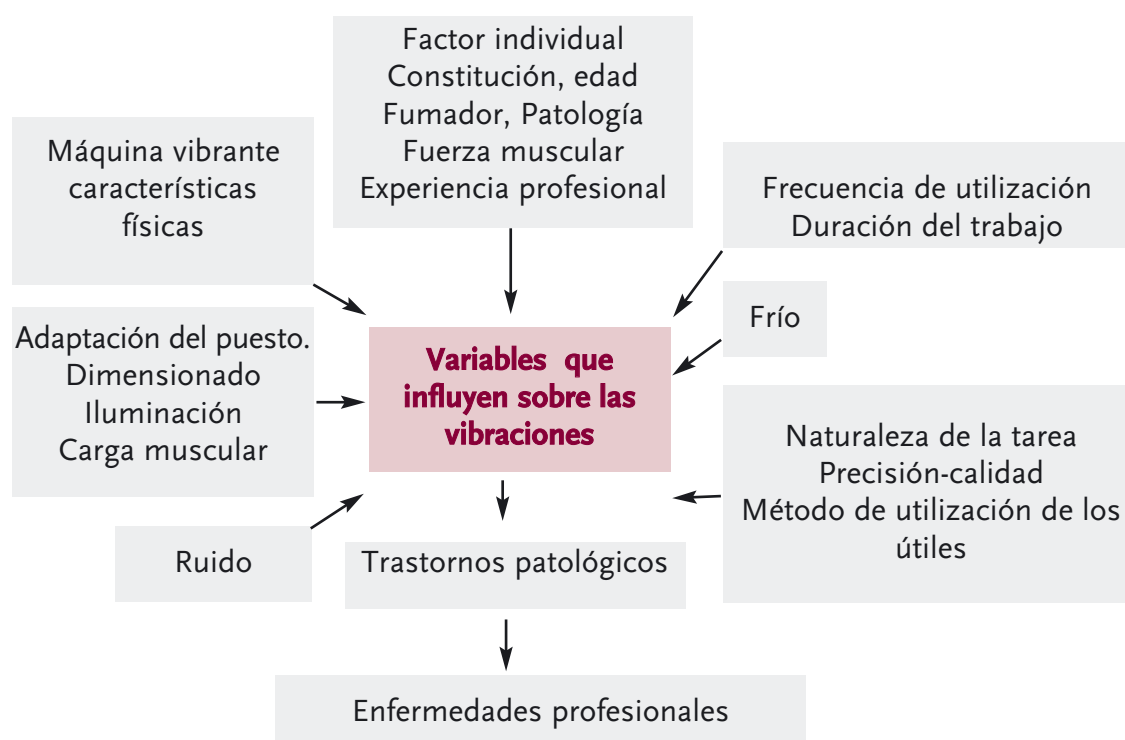 Factor individual
Constitución, edad
Fumador, Patología
Fuerza muscular
Experiencia profesional
Máquina vibrante
características
físicas
Frecuencia de utilización
Duración del trabajo
Frío
Adaptación del puesto.
Dimensionado
Iluminación
Carga muscular
Variables que
influyen sobre las
vibraciones
Naturaleza de la tarea
Precisión-calidad
Método de utilización de los
útiles
Ruido
Trastornos patológicos
Enfermedades profesionales